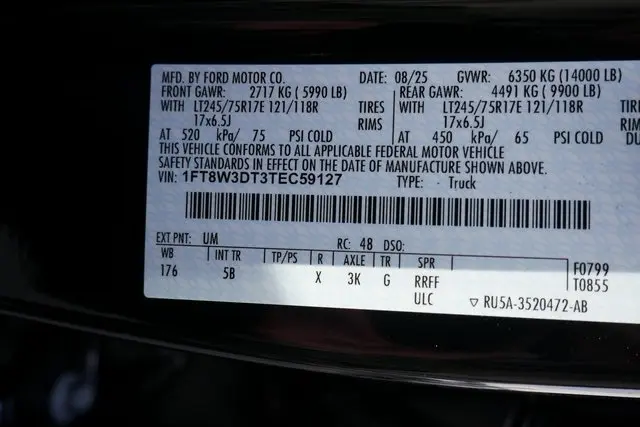 MFD. BY FORD MOTOR CO. DATE: 08/25 GVWR: 6350 KG (14000 LB)
FRONT GAWR: 2717 KG ( 5990 LB) REAR GAWR: 4491 KG ( 9900 LB)
WITH LT245/75R17E 121/118R TIRES WITH LT245/75R17E 121/118R TIRE
17x6.5J RIMS 17x6.5J RIM
AT 520 kPa/ 75 PSI COLD AT 450 kPa/ 65 PSI COLD DU
THIS VEHICLE CONFORMS TO ALL APPLICABLE FEDERAL MOTOR VEHICLE
SAFETY STANDARDS IN EFFECT ON THE DATE OF MANUFACTURE SHOWN ABOVE.
VIN: 1FT8W3DT3TEC59127 TYPE: - Truck
EXT PNT: UM RC: 48 DSO:
WB INT TR TP/PS R AXLE TR SPR F0799
176 5B X 3K G RRFF T0855
ULC ▽ RU5A-3520472-AB